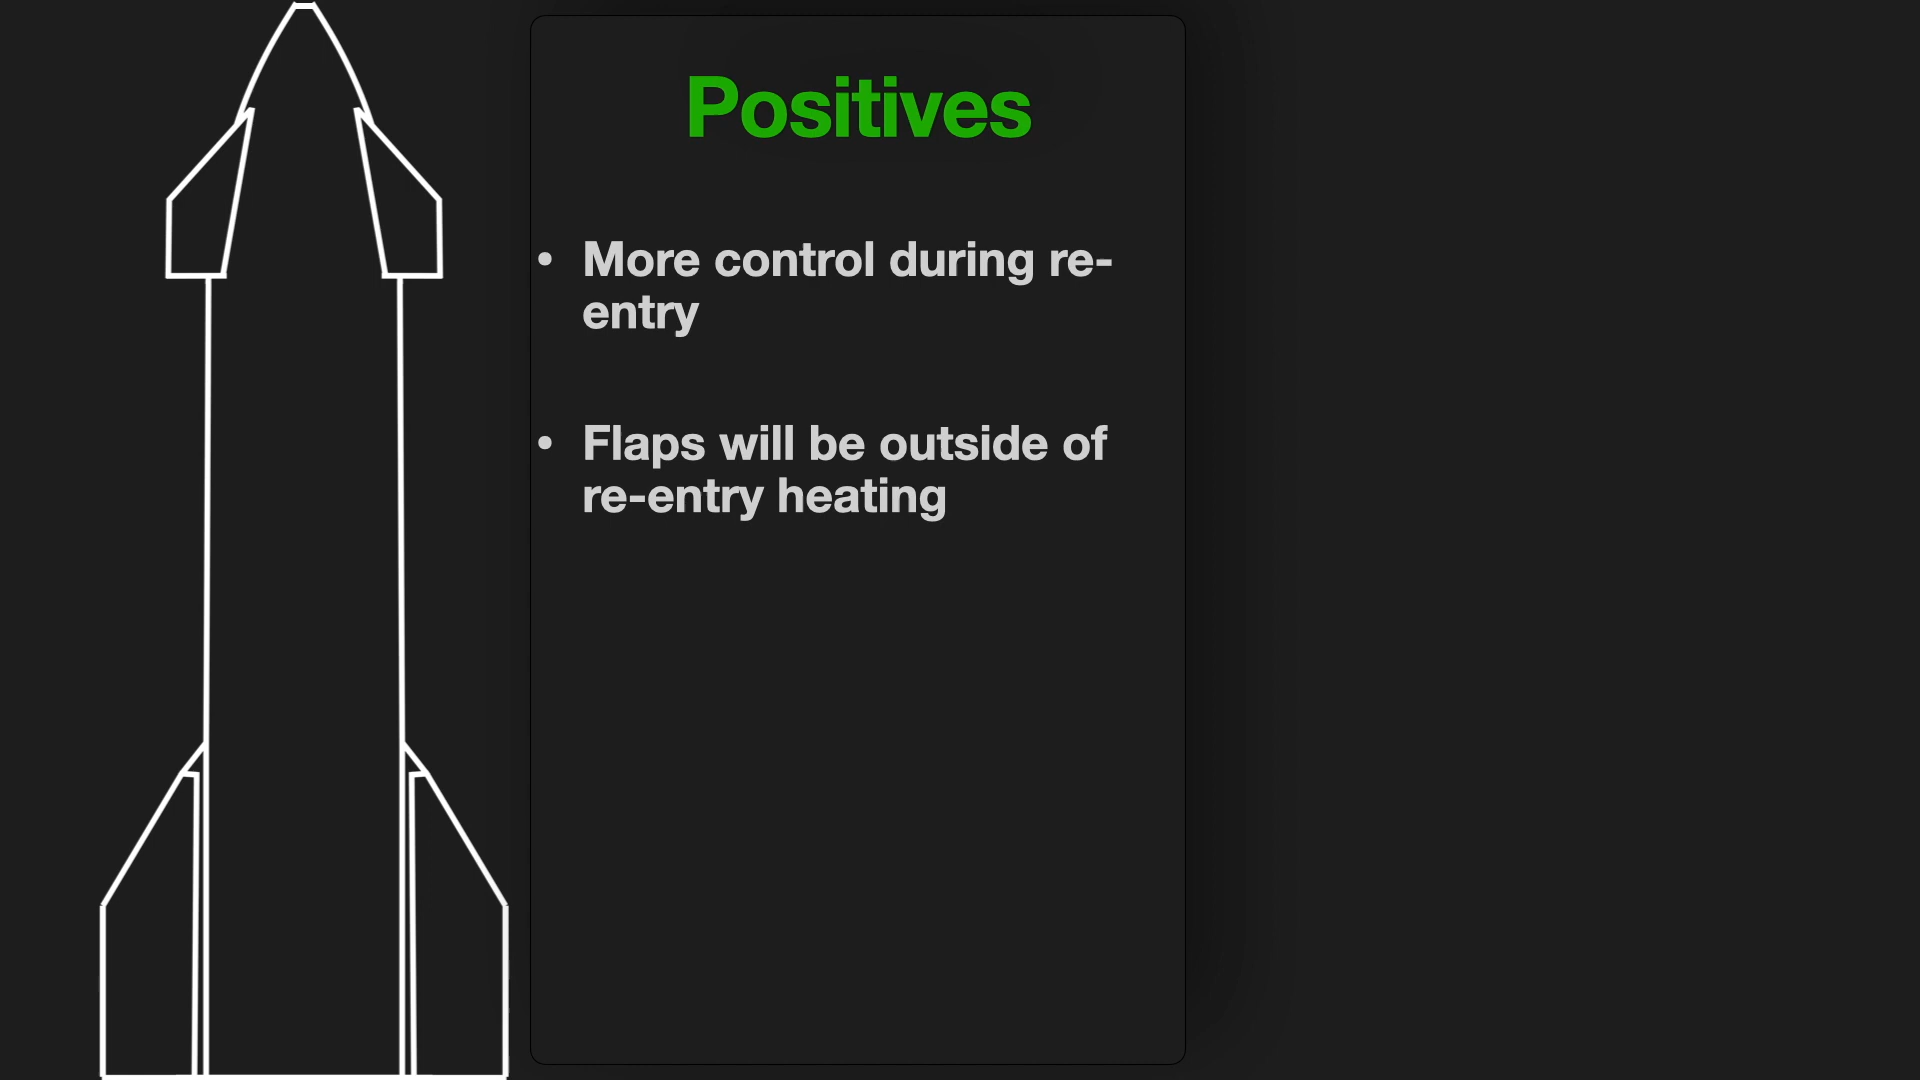 Positives
• More control during re-
entry
• Flaps will be outside of
re-entry heating